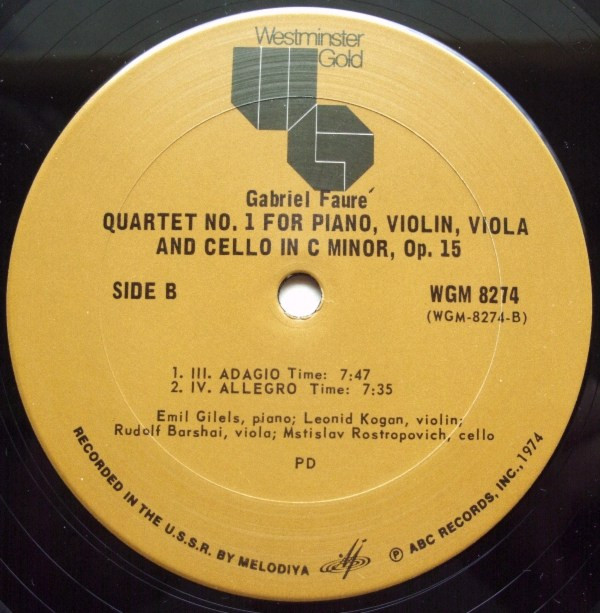 Westminster
Gold
Gabriel Fauré
QUARTET NO. 1 FOR PIANO, VIOLIN, VIOLA
AND CELLO IN C MINOR, Op. 15
SIDE B
WGM 8274
(WGM-8274-B)
1. III. ADAGIO Time: 7:47
2. IV. ALLEGRO Time: 7:35
Emil Gilels, piano; Leonid Kogan, violin;
Rudolf Barshai, viola; Mstislav Rostropovich, cello
PD
RECORDED IN THE U.S.S.R. BY MELODIYA
Ⓟ ABC RECORDS, INC., 1974